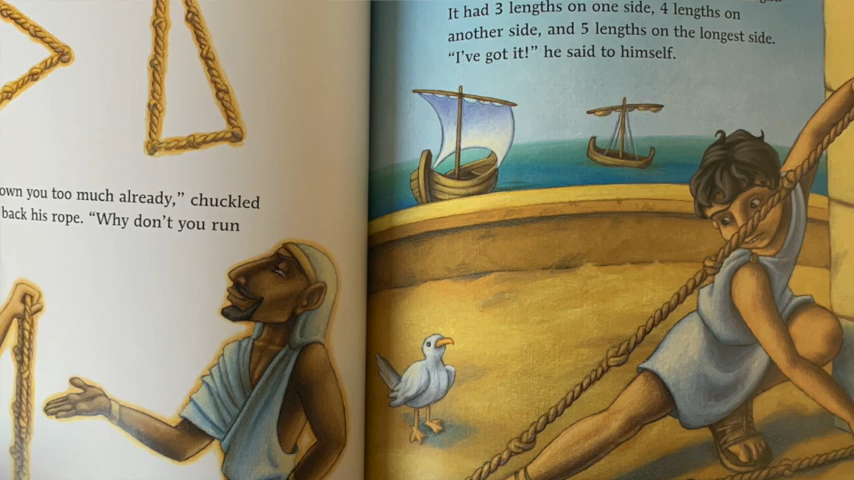 own you too much already,” chuckled
back his rope. “Why don’t you run
It had 3 lengths on one side, 4 lengths on
another side, and 5 lengths on the longest side.
“I’ve got it!” he said to himself.